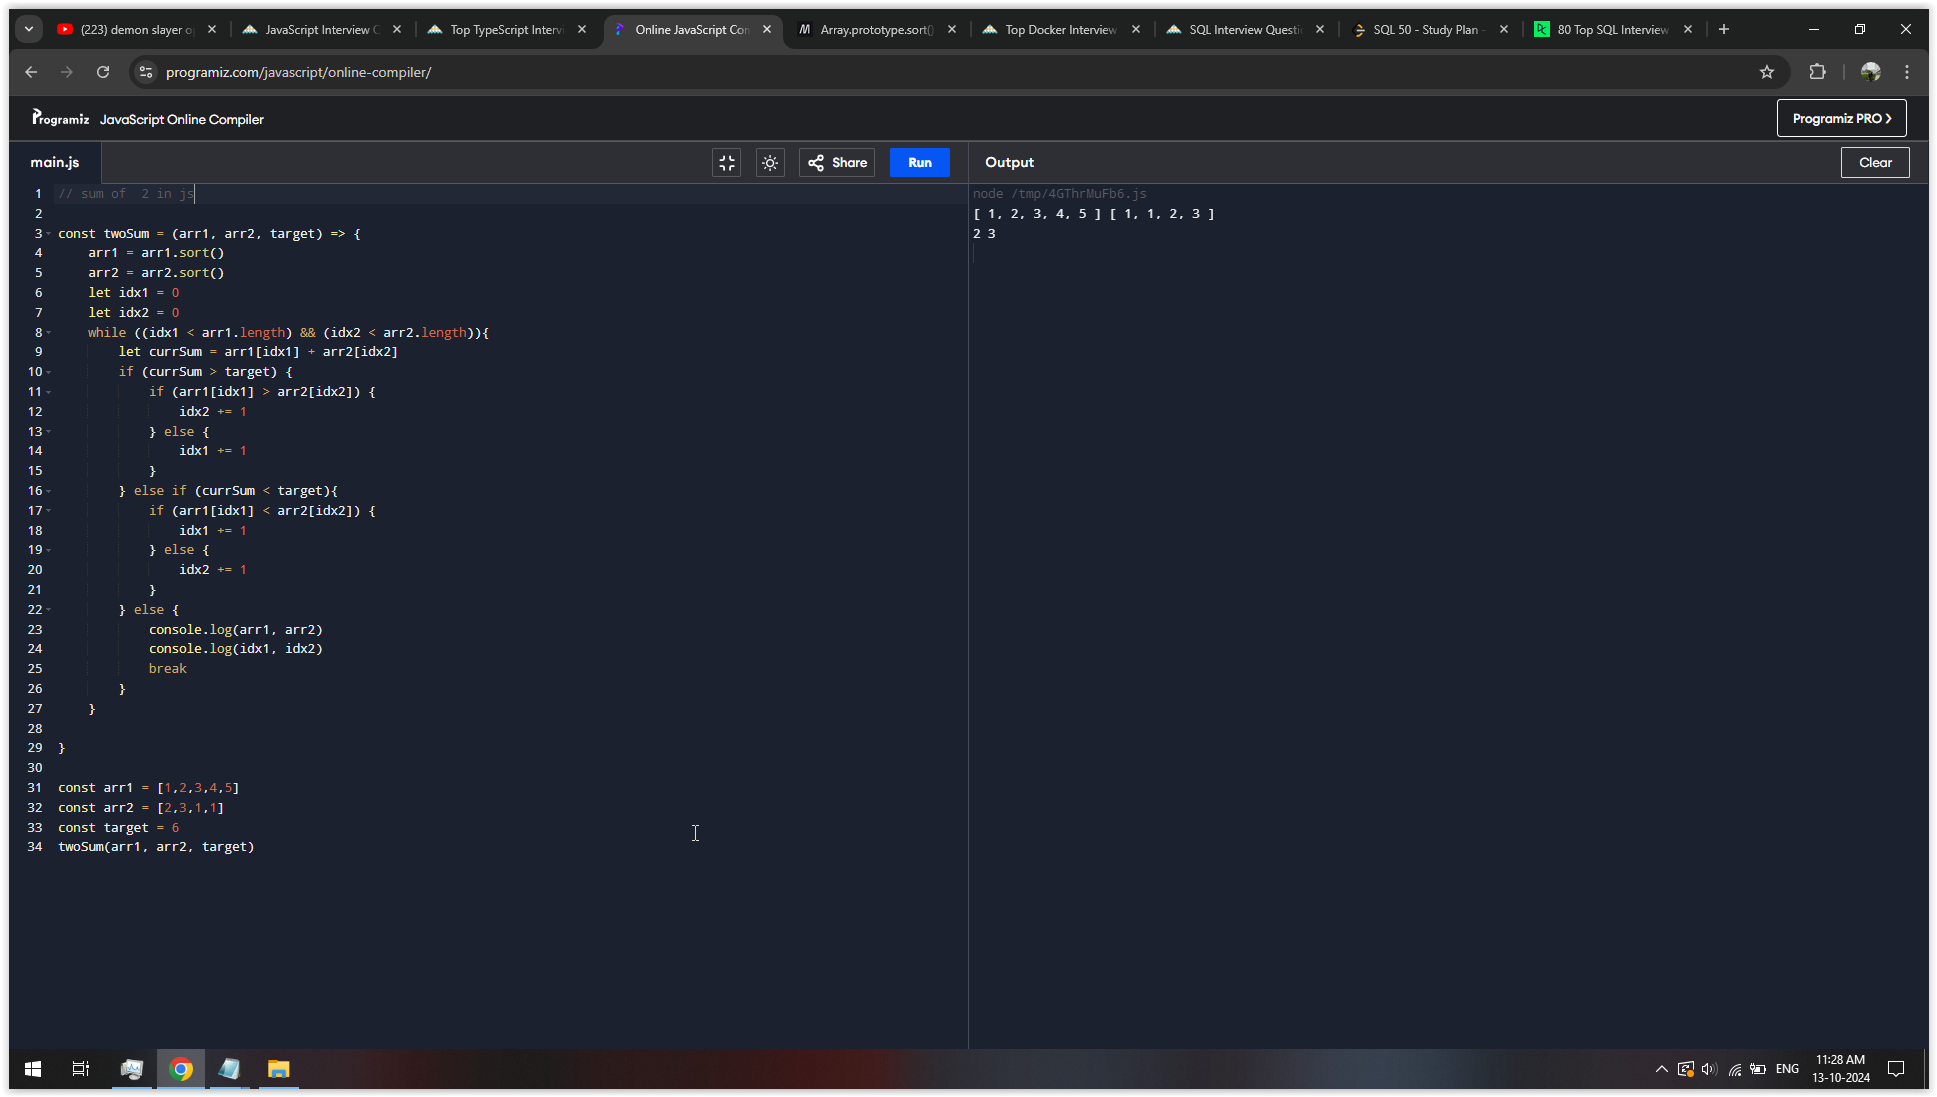 (223) demon slayer o
JavaScript Interview
Top TypeScript Interv
Online JavaScript Con
Array.prototype.sort()
Top Docker Interview
SQL Interview Questi
SQL 50 - Study Plan -
80 Top SQL Interview
programiz.com/javascript/online-compiler/
Programiz JavaScript Online Compiler
Programiz PRO >
main.js
Share
Run
Output
Clear
1 // sum of  2 in js
2
3 const twoSum = (arr1, arr2, target) => {
4     arr1 = arr1.sort()
5     arr2 = arr2.sort()
6     let idx1 = 0
7     let idx2 = 0
8     while ((idx1 < arr1.length) && (idx2 < arr2.length)){
9         let currSum = arr1[idx1] + arr2[idx2]
10         if (currSum > target) {
11             if (arr1[idx1] > arr2[idx2]) {
12                 idx2 += 1
13             } else {
14                 idx1 += 1
15             }
16         } else if (currSum < target){
17             if (arr1[idx1] < arr2[idx2]) {
18                 idx1 += 1
19             } else {
20                 idx2 += 1
21             }
22         } else {
23             console.log(arr1, arr2)
24             console.log(idx1, idx2)
25             break
26         }
27     }
28
29 }
30
31 const arr1 = [1,2,3,4,5]
32 const arr2 = [2,3,1,1]
33 const target = 6
34 twoSum(arr1, arr2, target)
node /tmp/4GThrMuFb6.js
[ 1, 2, 3, 4, 5 ] [ 1, 1, 2, 3 ]
2 3
ENG
11:28 AM
13-10-2024